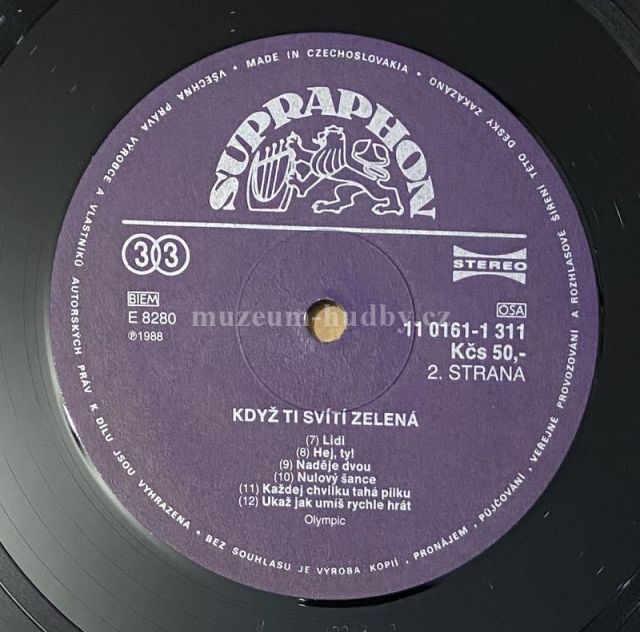 VŠECHNA PRÁVA VÝROBCE A VLASTNÍKŮ AUTORSKÝCH PRÁV K DÍLU JSOU VYHRAZENA • BEZ SOUHLASU JE VÝROBA KOPIÍ, PRONÁJEM, PŮJČOVÁNÍ, VEŘEJNÉ PROVOZOVÁNÍ A ROZHLASOVÉ ŠÍŘENÍ TÉTO DESKY ZAKÁZÁNO • MADE IN CZECHOSLOVAKIA •
SUPRAPHON
33
STEREO
BIEM
OSA
E 8280
muzeum-hudby.cz
11 0161-1 311
℗1988
Kčs 50,-
2. STRANA
KDYŽ TI SVÍTÍ ZELENÁ
(7) Lidi
(8) Hej, ty!
(9) Naděje dvou
(10) Nulový šance
(11) Každej chvilku tahá pilku
(12) Ukaž jak umíš rychle hrát
Olympic